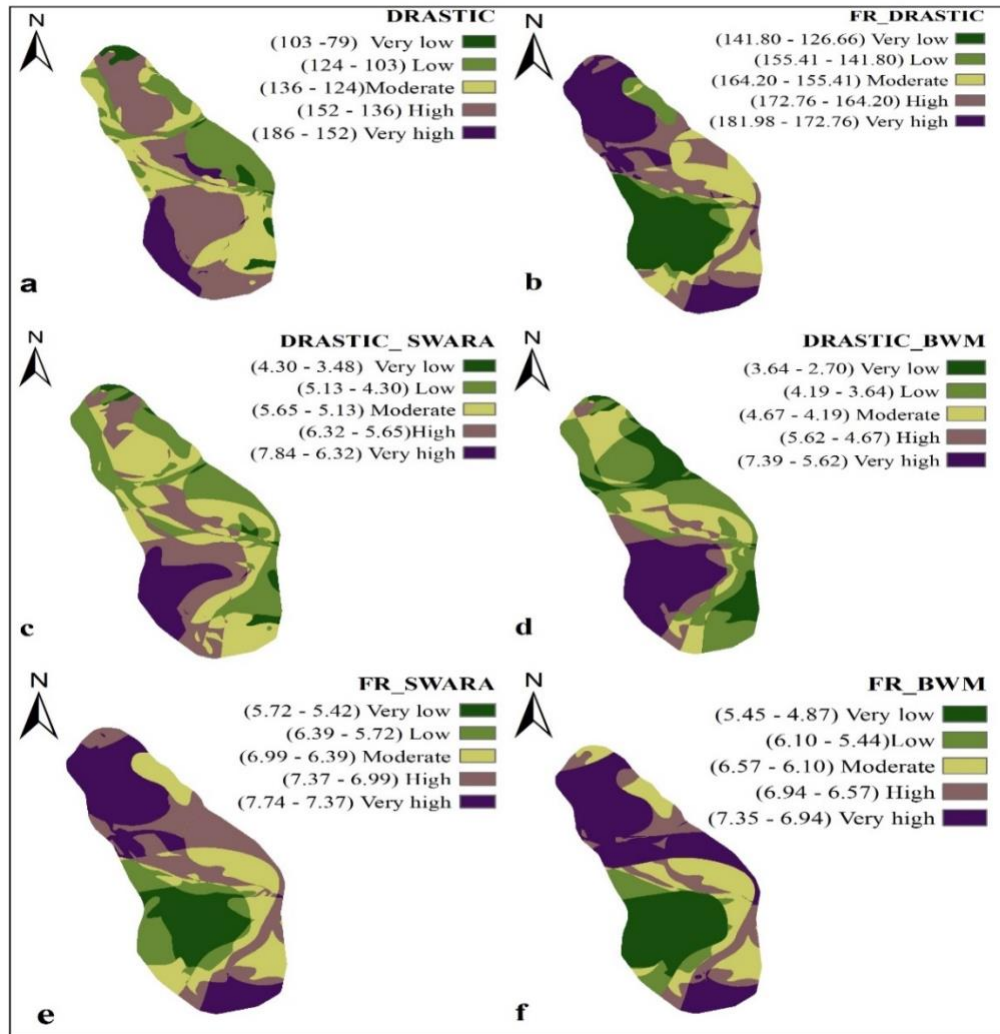 N
DRASTIC
(103 -79) Very low
(124 - 103) Low
(136 - 124)Moderate
(152 - 136) High
(186 - 152) Very high
a
N
FR_DRASTIC
(141.80 - 126.66) Very low
(155.41 - 141.80) Low
(164.20 - 155.41) Moderate
(172.76 - 164.20) High
(181.98 - 172.76) Very high
b
N
DRASTIC_ SWARA
(4.30 - 3.48) Very low
(5.13 - 4.30) Low
(5.65 - 5.13) Moderate
(6.32 - 5.65)High
(7.84 - 6.32) Very high
c
N
DRASTIC_BWM
(3.64 - 2.70) Very low
(4.19 - 3.64) Low
(4.67 - 4.19) Moderate
(5.62 - 4.67) High
(7.39 - 5.62) Very high
d
N
FR_SWARA
(5.72 - 5.42) Very low
(6.39 - 5.72) Low
(6.99 - 6.39) Moderate
(7.37 - 6.99) High
(7.74 - 7.37) Very high
e
N
FR_BWM
(5.45 - 4.87) Very low
(6.10 - 5.44)Low
(6.57 - 6.10) Moderate
(6.94 - 6.57) High
(7.35 - 6.94) Very high
f